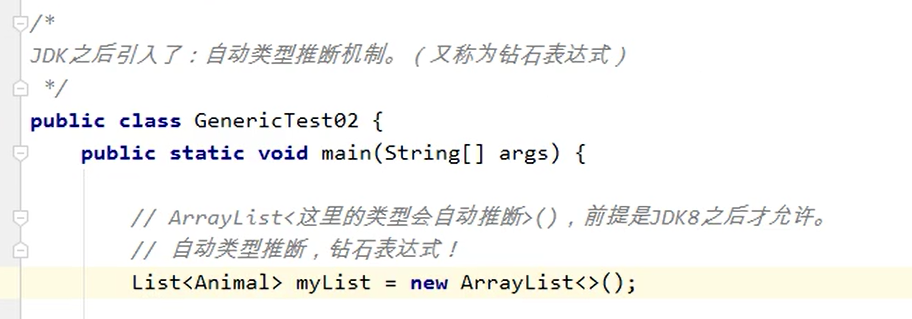 /*
JDK之后引入了：自动类型推断机制。（又称为钻石表达式）
*/
public class GenericTest02 {
public static void main(String[] args) {
// ArrayList<这里的类型会自动推断>()，前提是JDK8之后才允许。
// 自动类型推断，钻石表达式！
List<Animal> myList = new ArrayList<>();